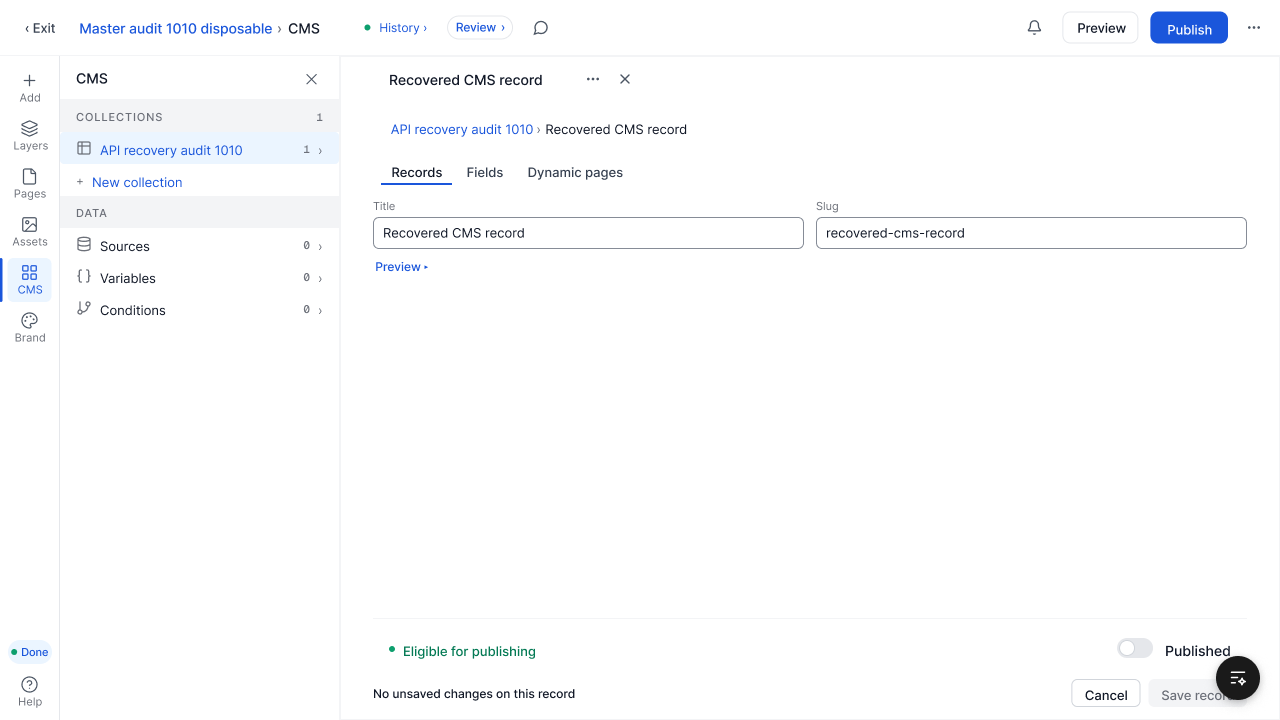 ‹ Exit
Master audit 1010 disposable › CMS
History ›
Review ›
Preview
Publish
Add
Layers
Pages
Assets
CMS
Brand
Done
Help
CMS
COLLECTIONS 1
API recovery audit 1010 1 ›
+ New collection
DATA
Sources 0 ›
Variables 0 ›
Conditions 0 ›
Recovered CMS record
API recovery audit 1010 › Recovered CMS record
Records Fields Dynamic pages
Title Slug
Recovered CMS record recovered-cms-record
Preview ▸
Eligible for publishing
Published
No unsaved changes on this record
Cancel
Save